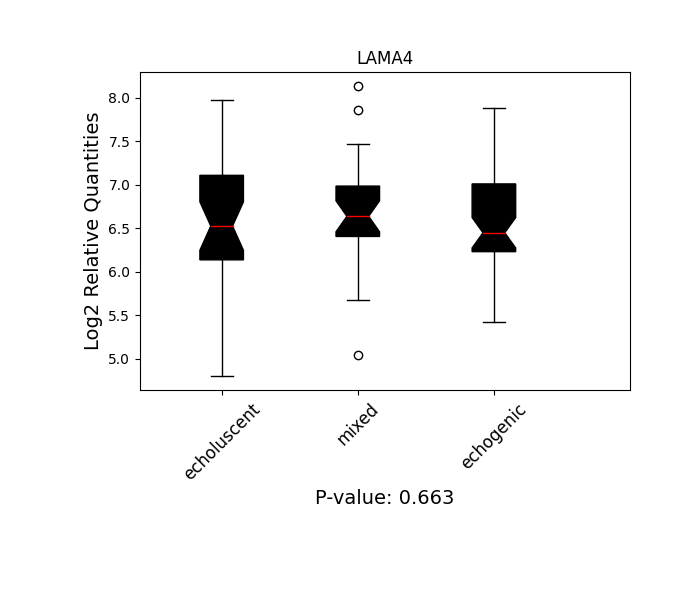 LAMA4
Log2 Relative Quantities
8.0
7.5
7.0
6.5
6.0
5.5
5.0
echoluscent
mixed
echogenic
P-value: 0.663